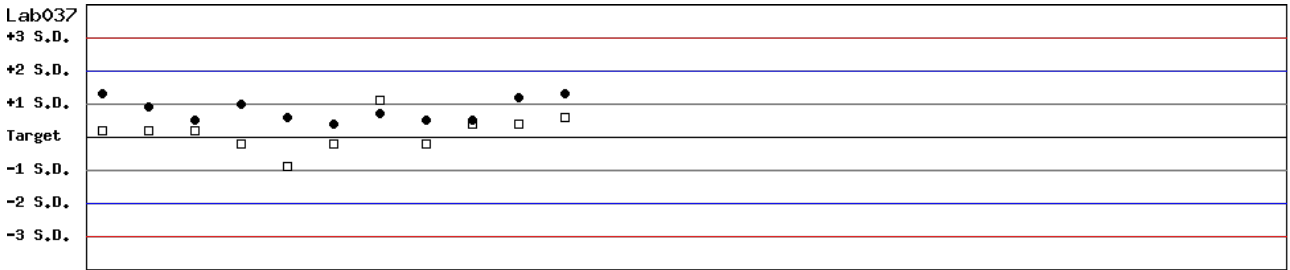 Lab037
+3 S.D.
+2 S.D.
+1 S.D.
Target
-1 S.D.
-2 S.D.
-3 S.D.